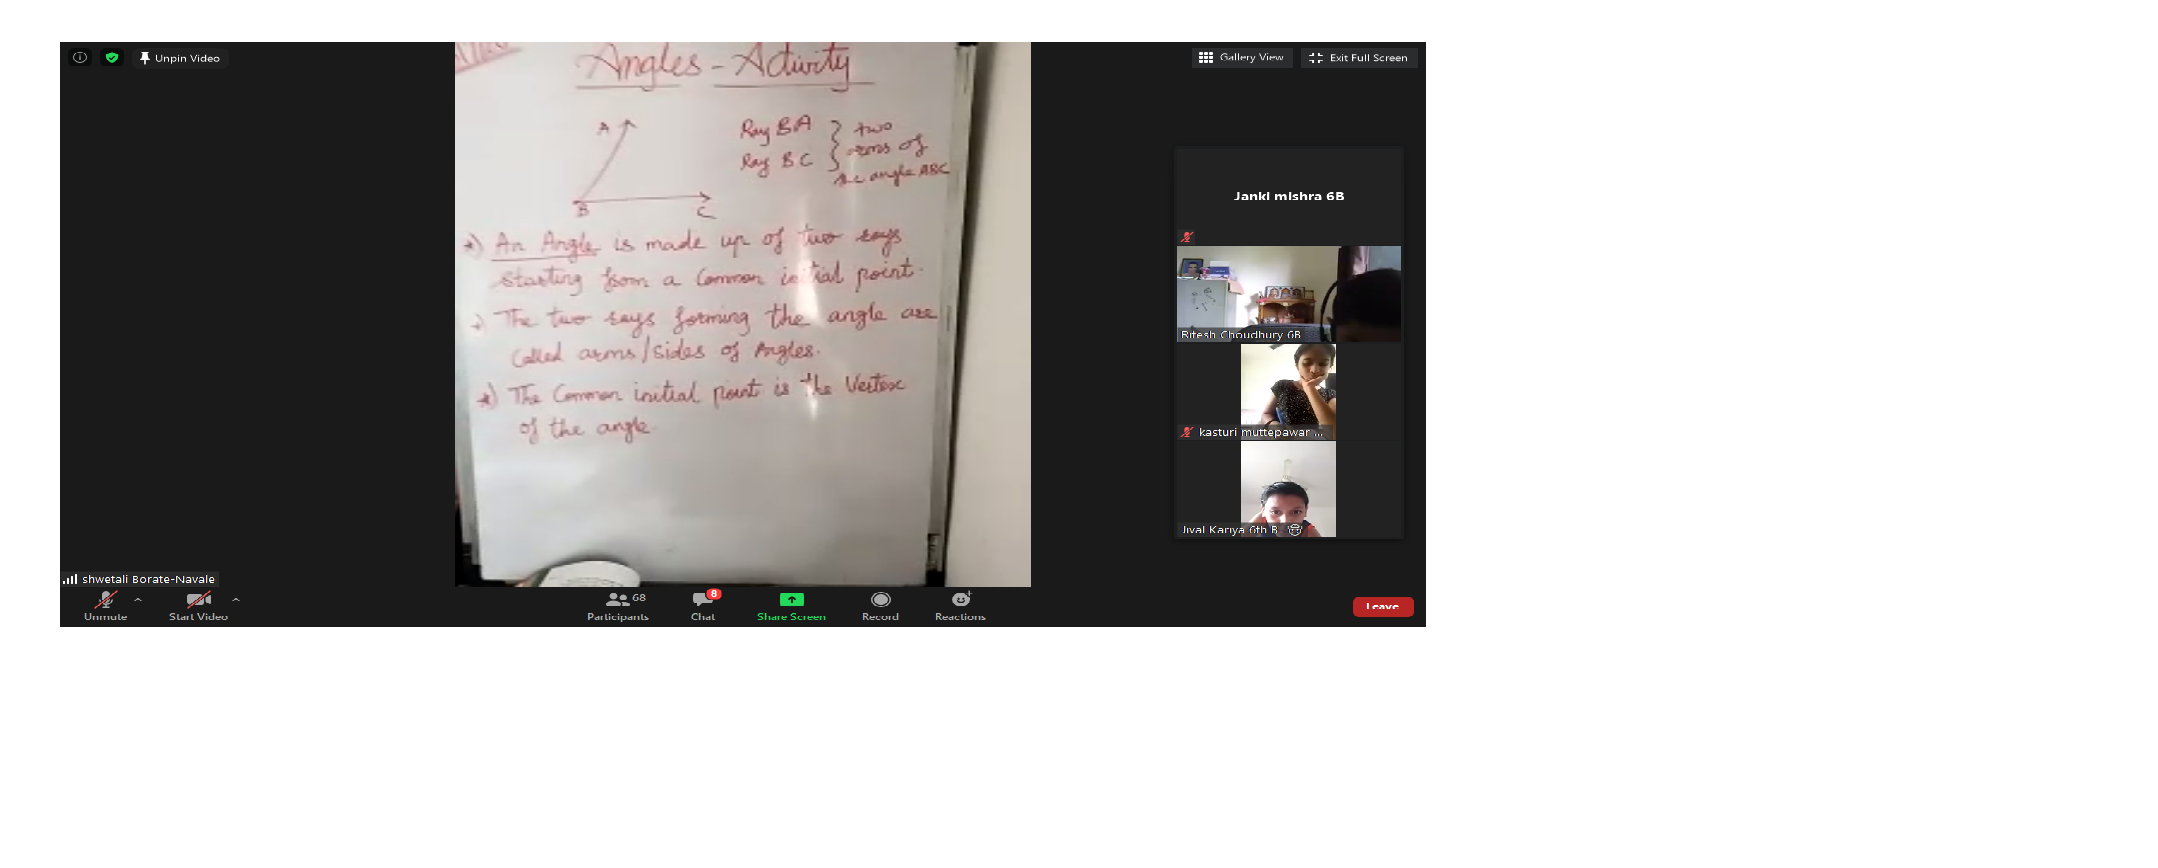 Unpin Video
Gallery View
Exit Full Screen
Angles - Activity
A
B
C
Ray BA } two
Ray BC } arms of
the angle ABC
*) An Angle is made up of two rays
starting from a Common initial point.
*) The two rays forming the angle are
Called arms/sides of Angles.
*) The Common initial point is the Vertex
of the angle.
Janki mishra 6B
Ritesh Choudhury 6B
kasturi muttepawar ...
Jival Kariya 6th B
shwetali Borate-Navale
Unmute
Start Video
68
Participants
8
Chat
Share Screen
Record
Reactions
Leave